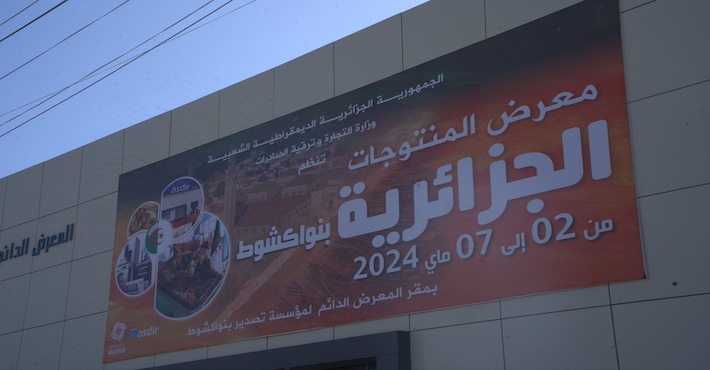 الجمهورية الجزائرية الديمقراطية الشعبية
وزارة التجارة وترقية الصادرات
تنظم
معرض المنتوجات
الجزائرية بنواكشوط
من 02 إلى 07 ماي 2024
بمقر المعرض الدائم لمؤسسة تصدير بنواكشوط
المعرض الدائم
asdir
asdir
SAFEX